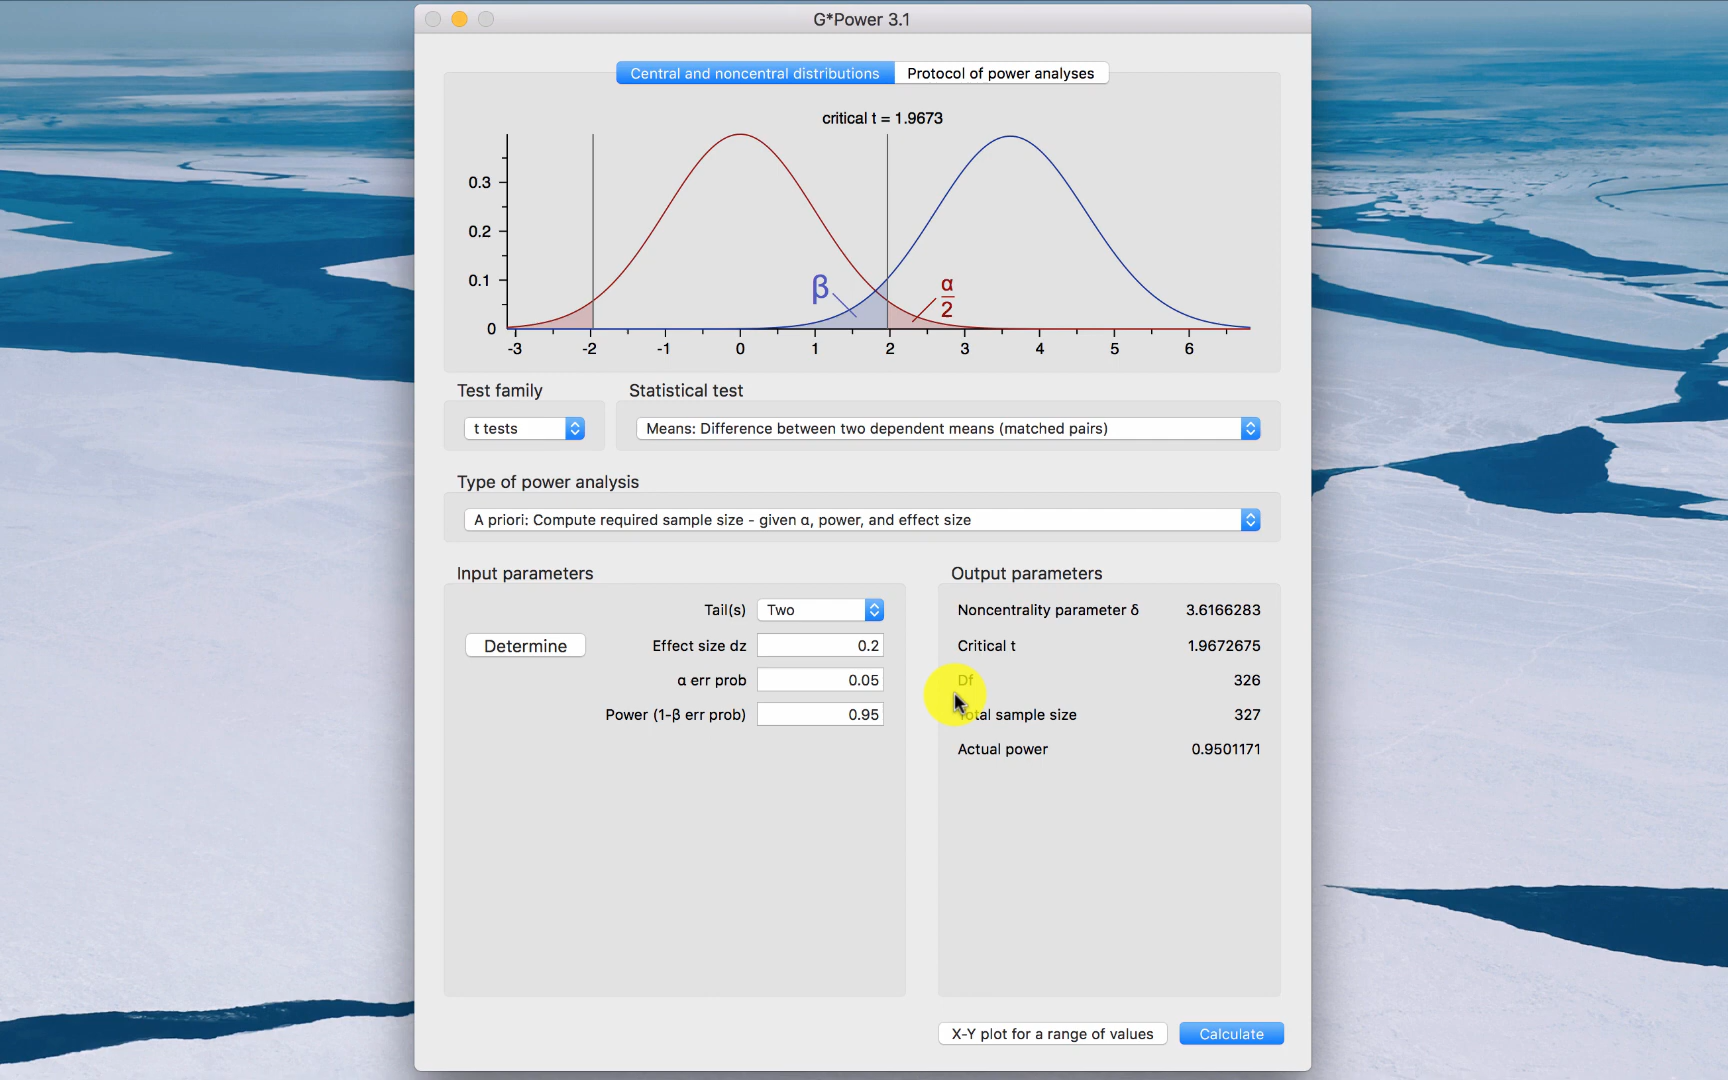 G*Power 3.1
Central and noncentral distributions Protocol of power analyses
critical t = 1.9673
0.3
0.2
0.1
0
β
α
2
-3 -2 -1 0 1 2 3 4 5 6
Test family Statistical test
t tests Means: Difference between two dependent means (matched pairs)
Type of power analysis
A priori: Compute required sample size - given α, power, and effect size
Input parameters Output parameters
Tail(s) Two Noncentrality parameter δ 3.6166283
Determine Effect size dz 0.2 Critical t 1.9672675
α err prob 0.05 Df 326
Power (1-β err prob) 0.95 Total sample size 327
Actual power 0.9501171
X-Y plot for a range of values Calculate